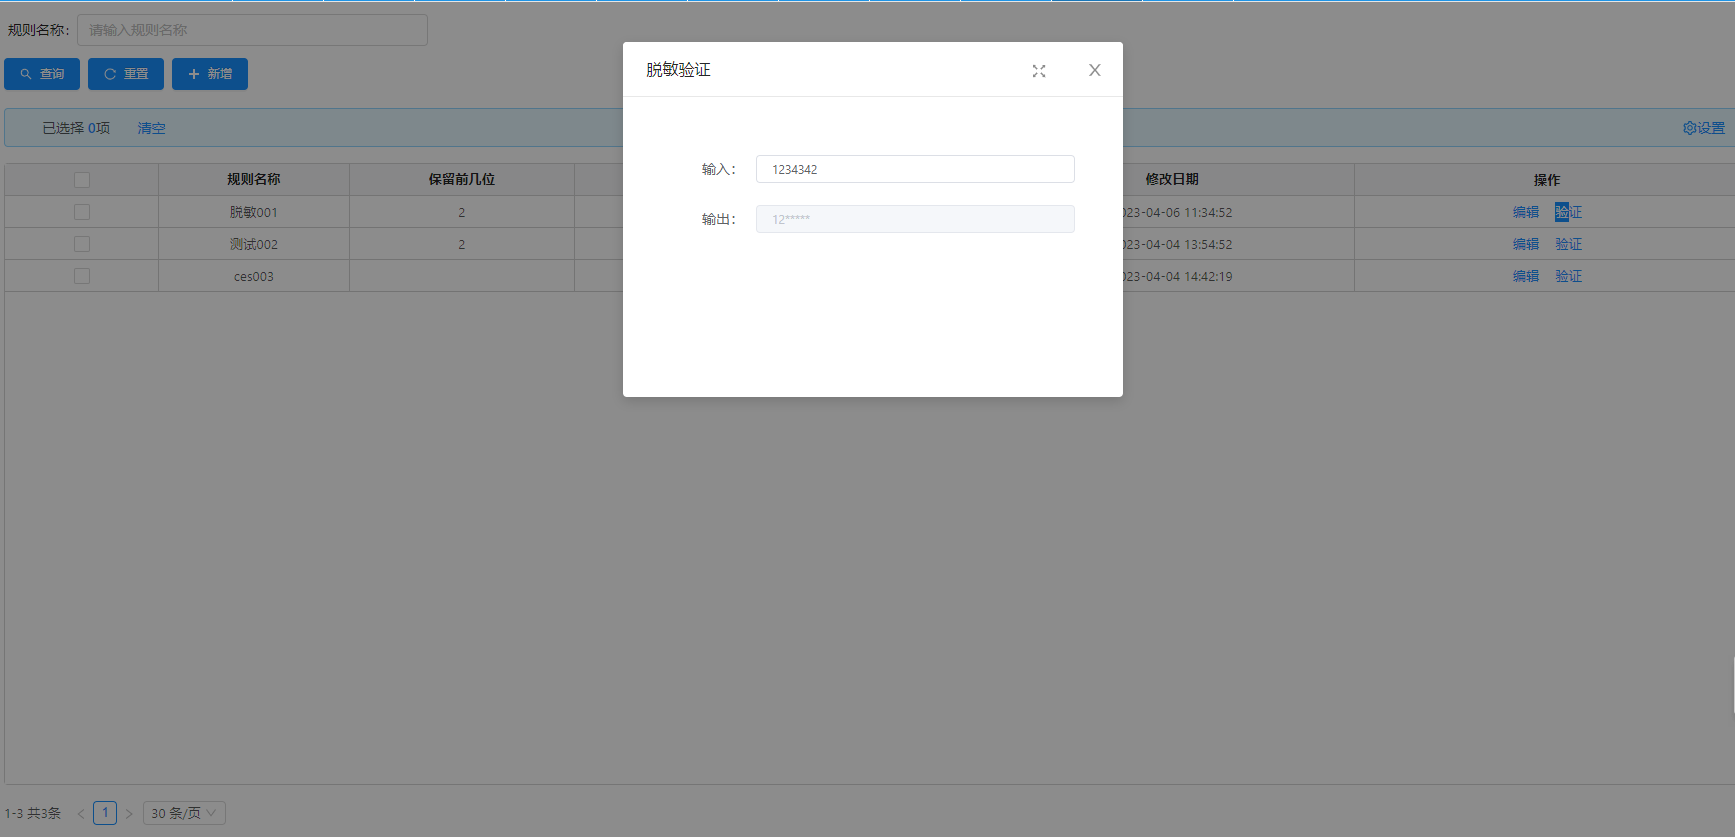 规则名称： 请输入规则名称
查询 重置 新增
已选择 0项 清空 设置
规则名称 保留前几位 修改日期 操作
脱敏001 2 23-04-06 11:34:52 编辑 验证
测试002 2 23-04-04 13:54:52 编辑 验证
ces003 23-04-04 14:42:19 编辑 验证
脱敏验证
输入： 1234342
输出： 12*****
1-3 共3条 1 30 条/页